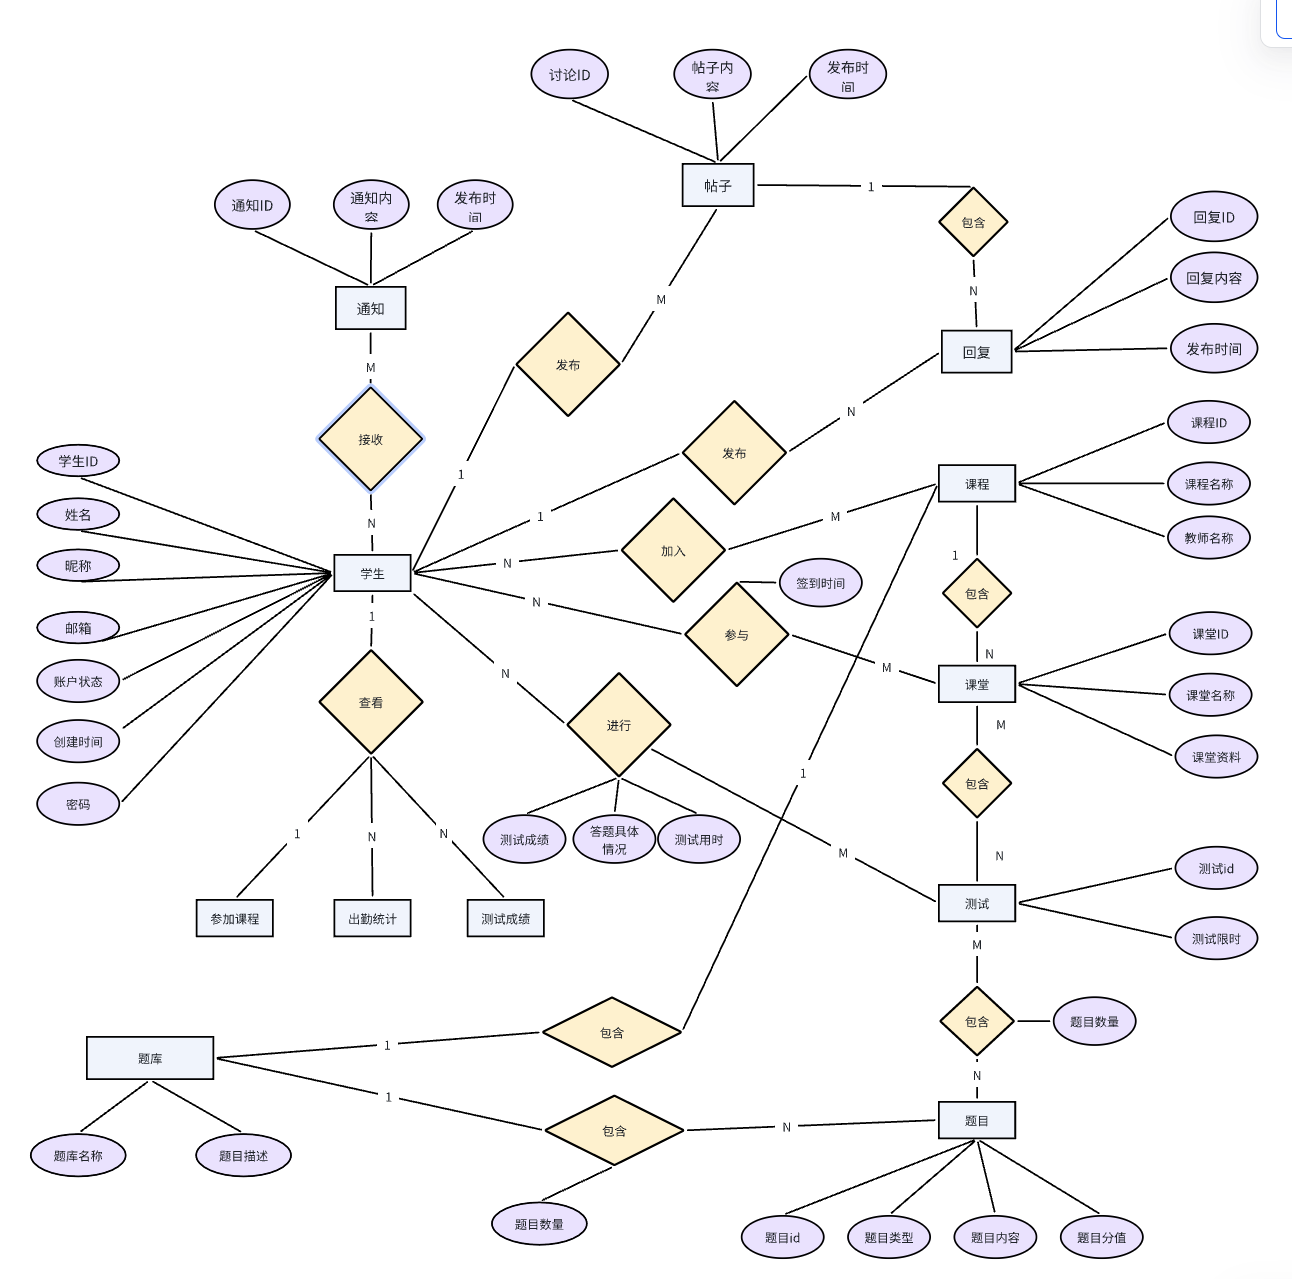 讨论ID
帖子内
容
发布时
间
帖子
1
包含
通知ID
通知内
容
发布时
间
回复ID
回复内容
N
M
通知
发布时间
回复
M
发布
接收
N
课程ID
发布
学生ID
1
课程
课程名称
姓名
N
1
M
教师名称
昵称
学生
N
加入
1
签到时间
包含
邮箱
1
N
参与
课堂ID
N
M
账户状态
N
课堂
课堂名称
查看
进行
M
创建时间
课堂资料
1
包含
密码
1
N
N
测试成绩
答题具体
情况
测试用时
M
N
测试id
参加课程
出勤统计
测试成绩
测试
M
测试限时
包含
题目数量
题库
1
包含
N
1
N
题目
包含
题库名称
题目描述
题目数量
题目id
题目类型
题目内容
题目分值